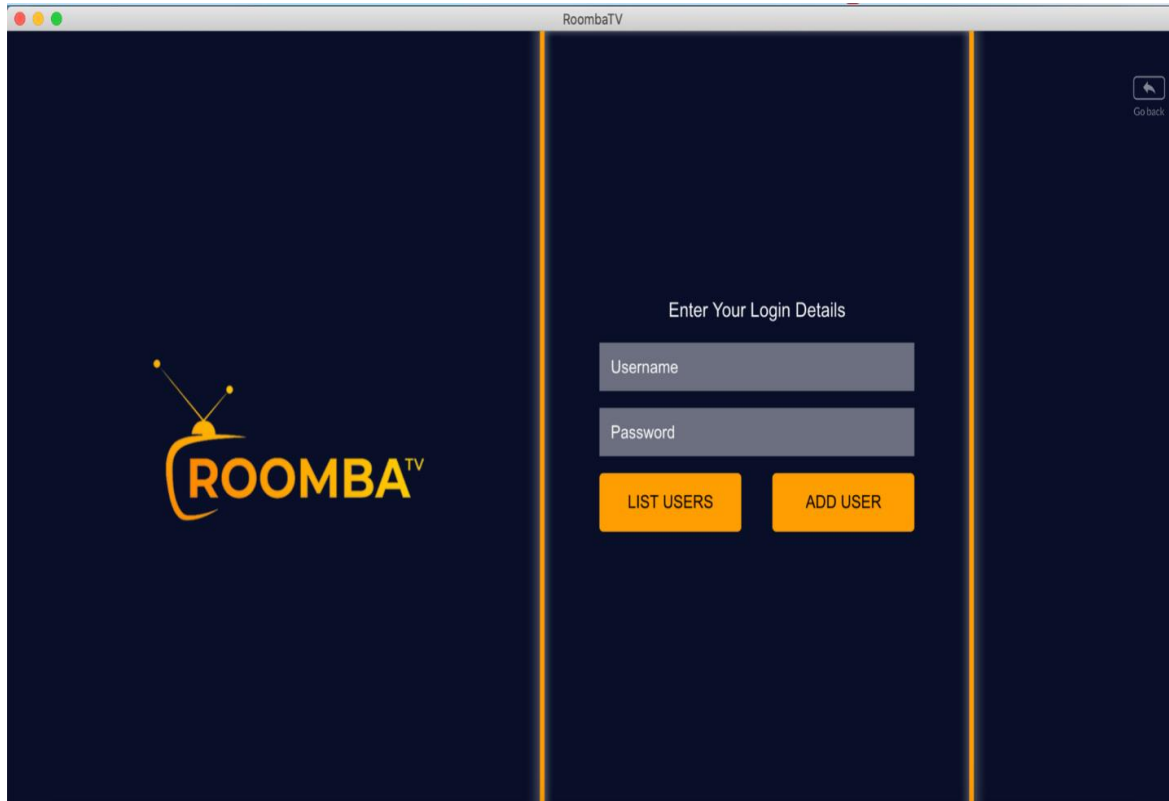 RoombaTV
Go back
Enter Your Login Details
Username
Password
ROOMBA TV
LIST USERS
ADD USER